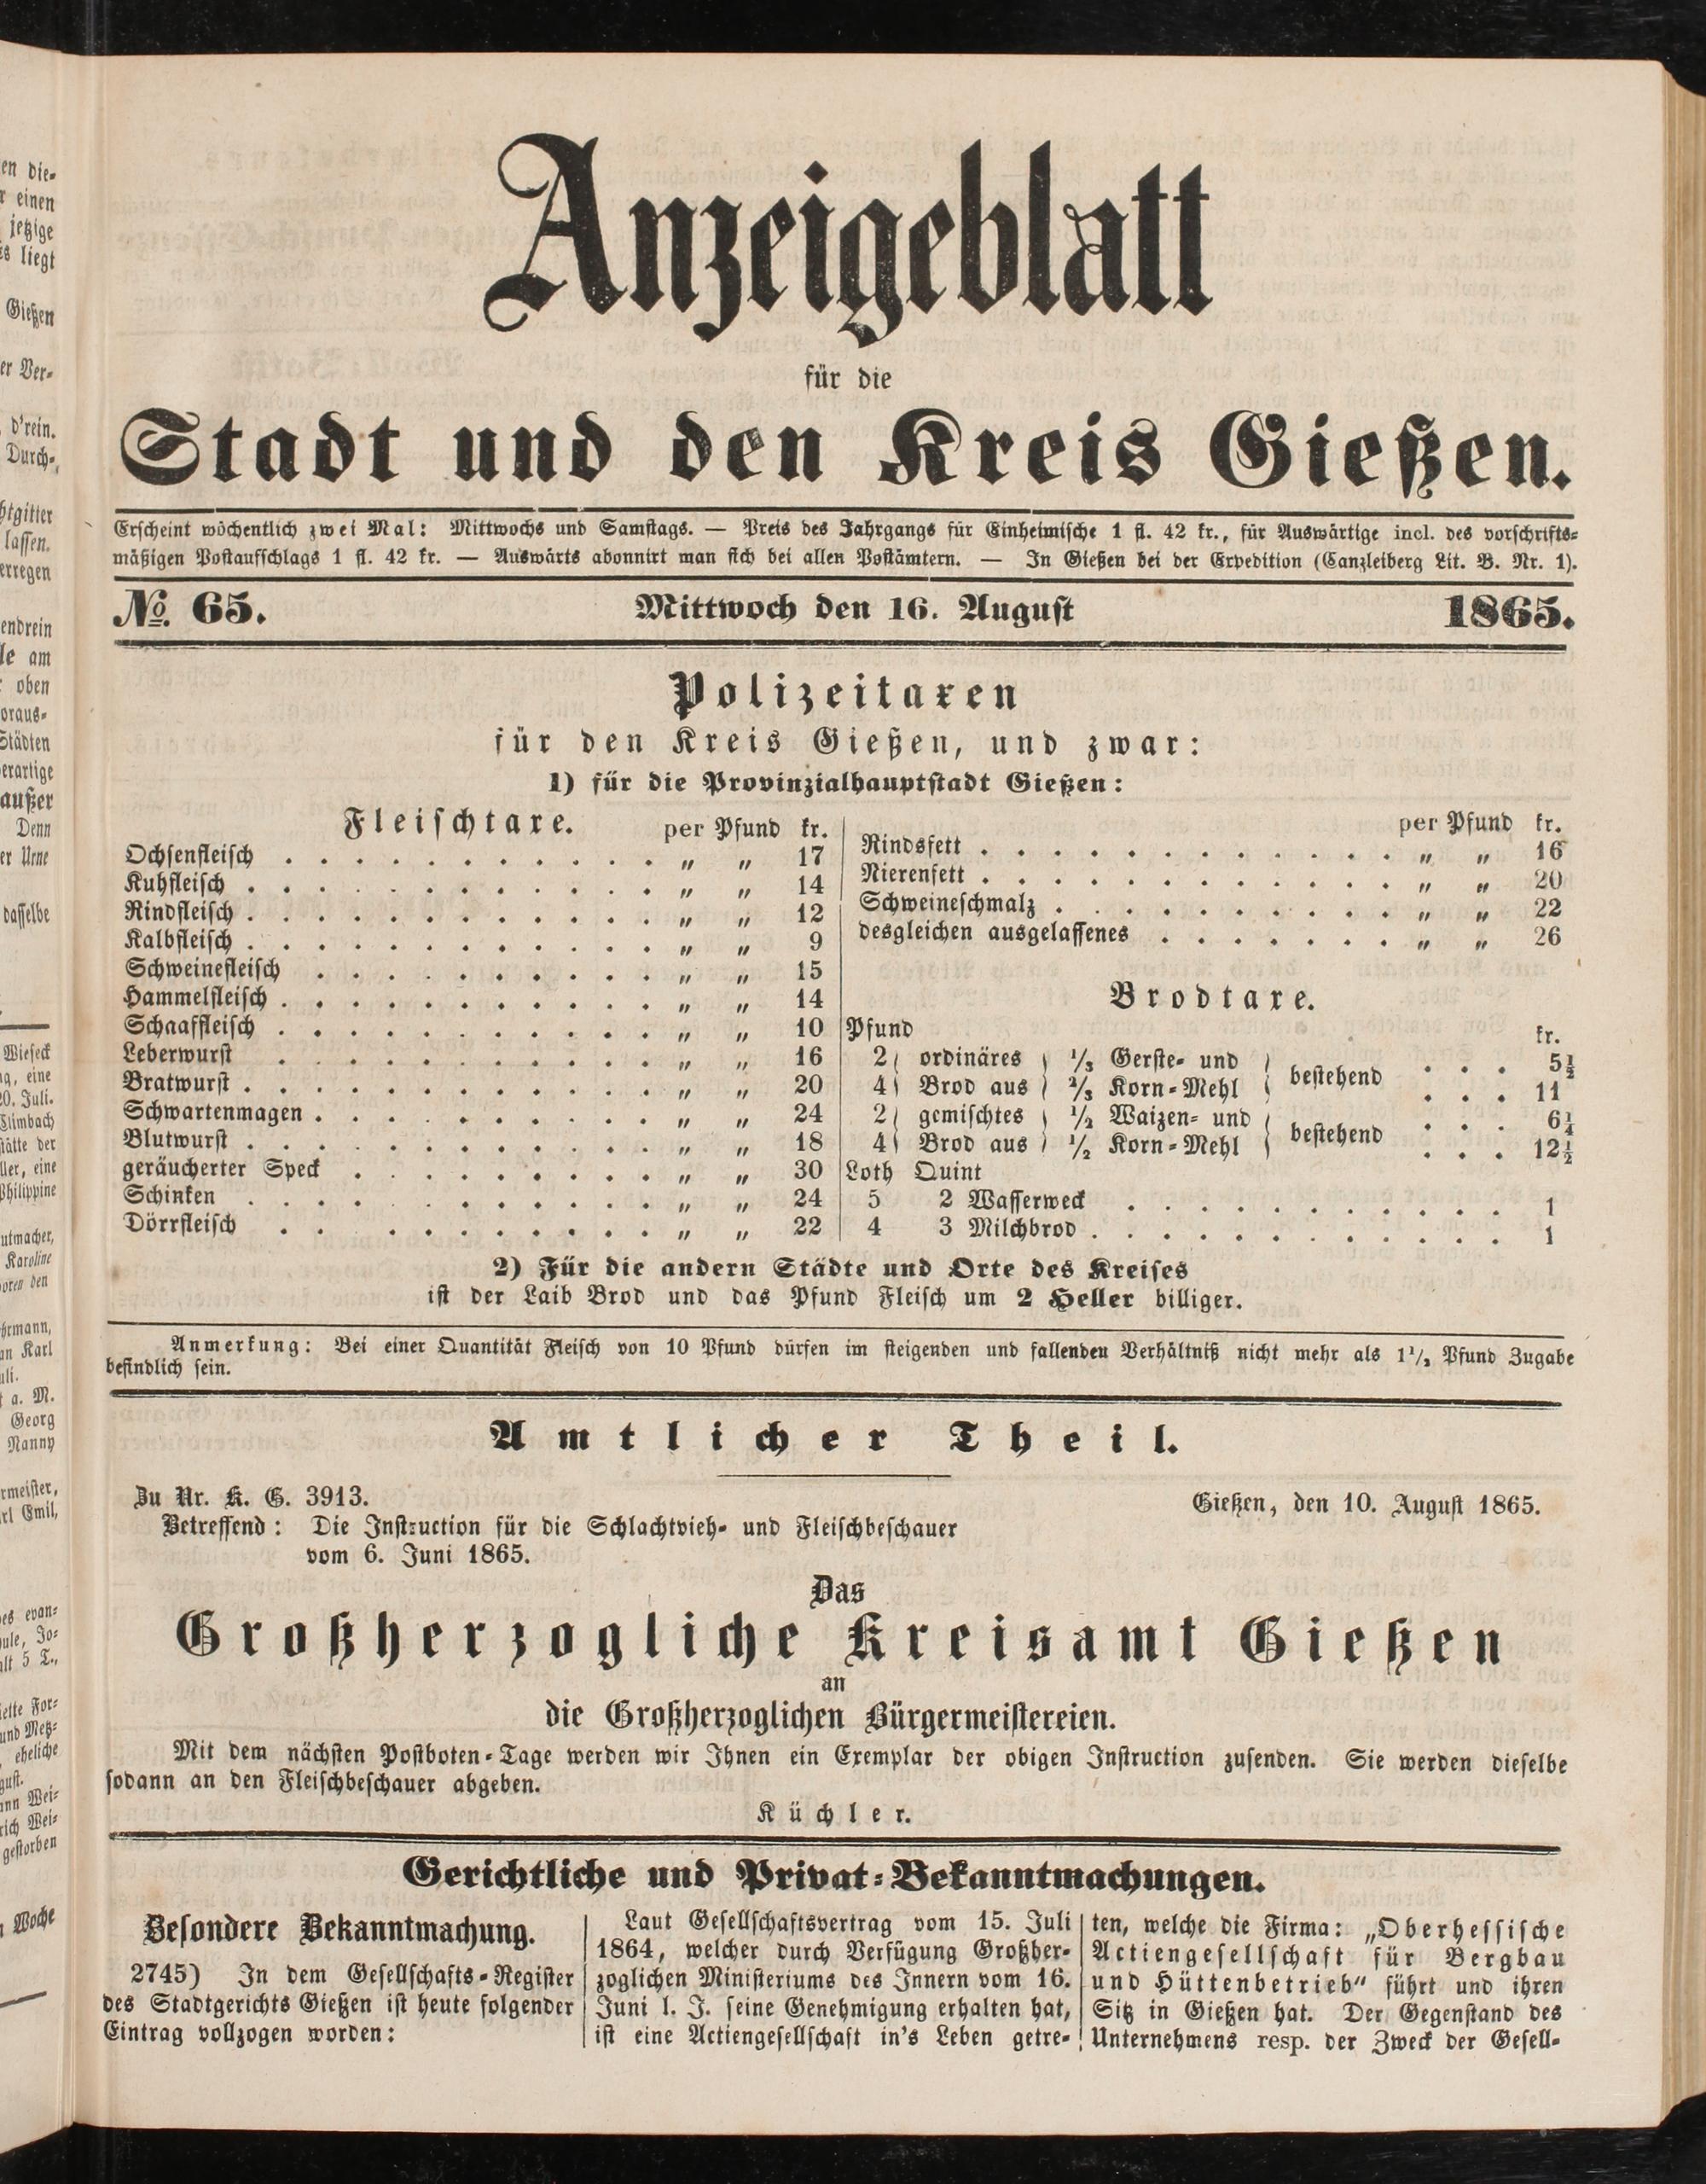 Anzeigeblatt
für die
Stadt und den Kreis Gießen.
Erscheint wöchentlich zwei Mal: Mittwochs und Samstags. — Preis des Jahrgangs für Einheimische 1 fl. 42 kr., für Auswärtige incl. des vorschrifts-
mäßigen Postaufschlags 1 fl. 42 kr. — Auswärts abonnirt man sich bei allen Postämtern. — In Gießen bei der Expedition (Canzleiberg Lit. B. Nr. 1).
No. 65. Mittwoch den 16. August 1865.
Polizeitaxen
für den Kreis Gießen, und zwar:
1) für die Provinzialhauptstadt Gießen:
Fleischtaxe. per Pfund kr.
Ochsenfleisch . . . „ „ 17
Kuhfleisch . . . „ „ 14
Rindfleisch . . . „ „ 12
Kalbfleisch . . . „ „ 9
Schweinefleisch . . . „ „ 15
Hammelfleisch . . . „ „ 14
Schaaffleisch . . . „ „ 10
Leberwurst . . . „ „ 16
Bratwurst . . . „ „ 20
Schwartenmagen . . . „ „ 24
Blutwurst . . . „ „ 18
geräucherter Speck . . . „ „ 30
Schinken . . . „ „ 24
Dörrfleisch . . . „ „ 22
per Pfund kr.
Rindsfett . . . „ „ 16
Nierenfett . . . „ „ 20
Schweineschmalz . . . „ „ 22
desgleichen ausgelassenes . . . „ „ 26
Brodtaxe.
Pfund kr.
2 ordinäres 1/3 Gerste- und bestehend . . . 5½
4 Brod aus 2/3 Korn-Mehl . . . 11
2 gemischtes 1/2 Waizen- und bestehend . . . 6¼
4 Brod aus 1/2 Korn-Mehl . . . 12½
Loth Quint
5 2 Wasserweck . . . 1
4 3 Milchbrod . . . 1
2) Für die andern Städte und Orte des Kreises
ist der Laib Brod und das Pfund Fleisch um 2 Heller billiger.
Anmerkung: Bei einer Quantität Fleisch von 10 Pfund dürfen im steigenden und fallenden Verhältniß nicht mehr als 1½ Pfund Zugabe
befindlich sein.
Amtlicher Theil.
Zu Nr. K. G. 3913. Gießen, den 10. August 1865.
Betreffend: Die Instruction für die Schlachtvieh- und Fleischbeschauer
vom 6. Juni 1865.
Das
Großherzogliche Kreisamt Gießen
an
die Großherzoglichen Bürgermeistereien.
Mit dem nächsten Postboten-Tage werden wir Ihnen ein Exemplar der obigen Instruction zusenden. Sie werden dieselbe
sodann an den Fleischbeschauer abgeben.
Küchler.
Gerichtliche und Privat-Bekanntmachungen.
Besondere Bekanntmachung.
2745) In dem Gesellschafts-Register
des Stadtgerichts Gießen ist heute folgender
Eintrag vollzogen worden:
Laut Gesellschaftsvertrag vom 15. Juli
1864, welcher durch Verfügung Großher-
zoglichen Ministeriums des Innern vom 16.
Juni l. J. seine Genehmigung erhalten hat,
ist eine Actiengesellschaft in's Leben getre-
ten, welche die Firma: „Oberhessische
Actiengesellschaft für Bergbau
und Hüttenbetrieb“ führt und ihren
Sitz in Gießen hat. Der Gegenstand des
Unternehmens resp. der Zweck der Gesell-